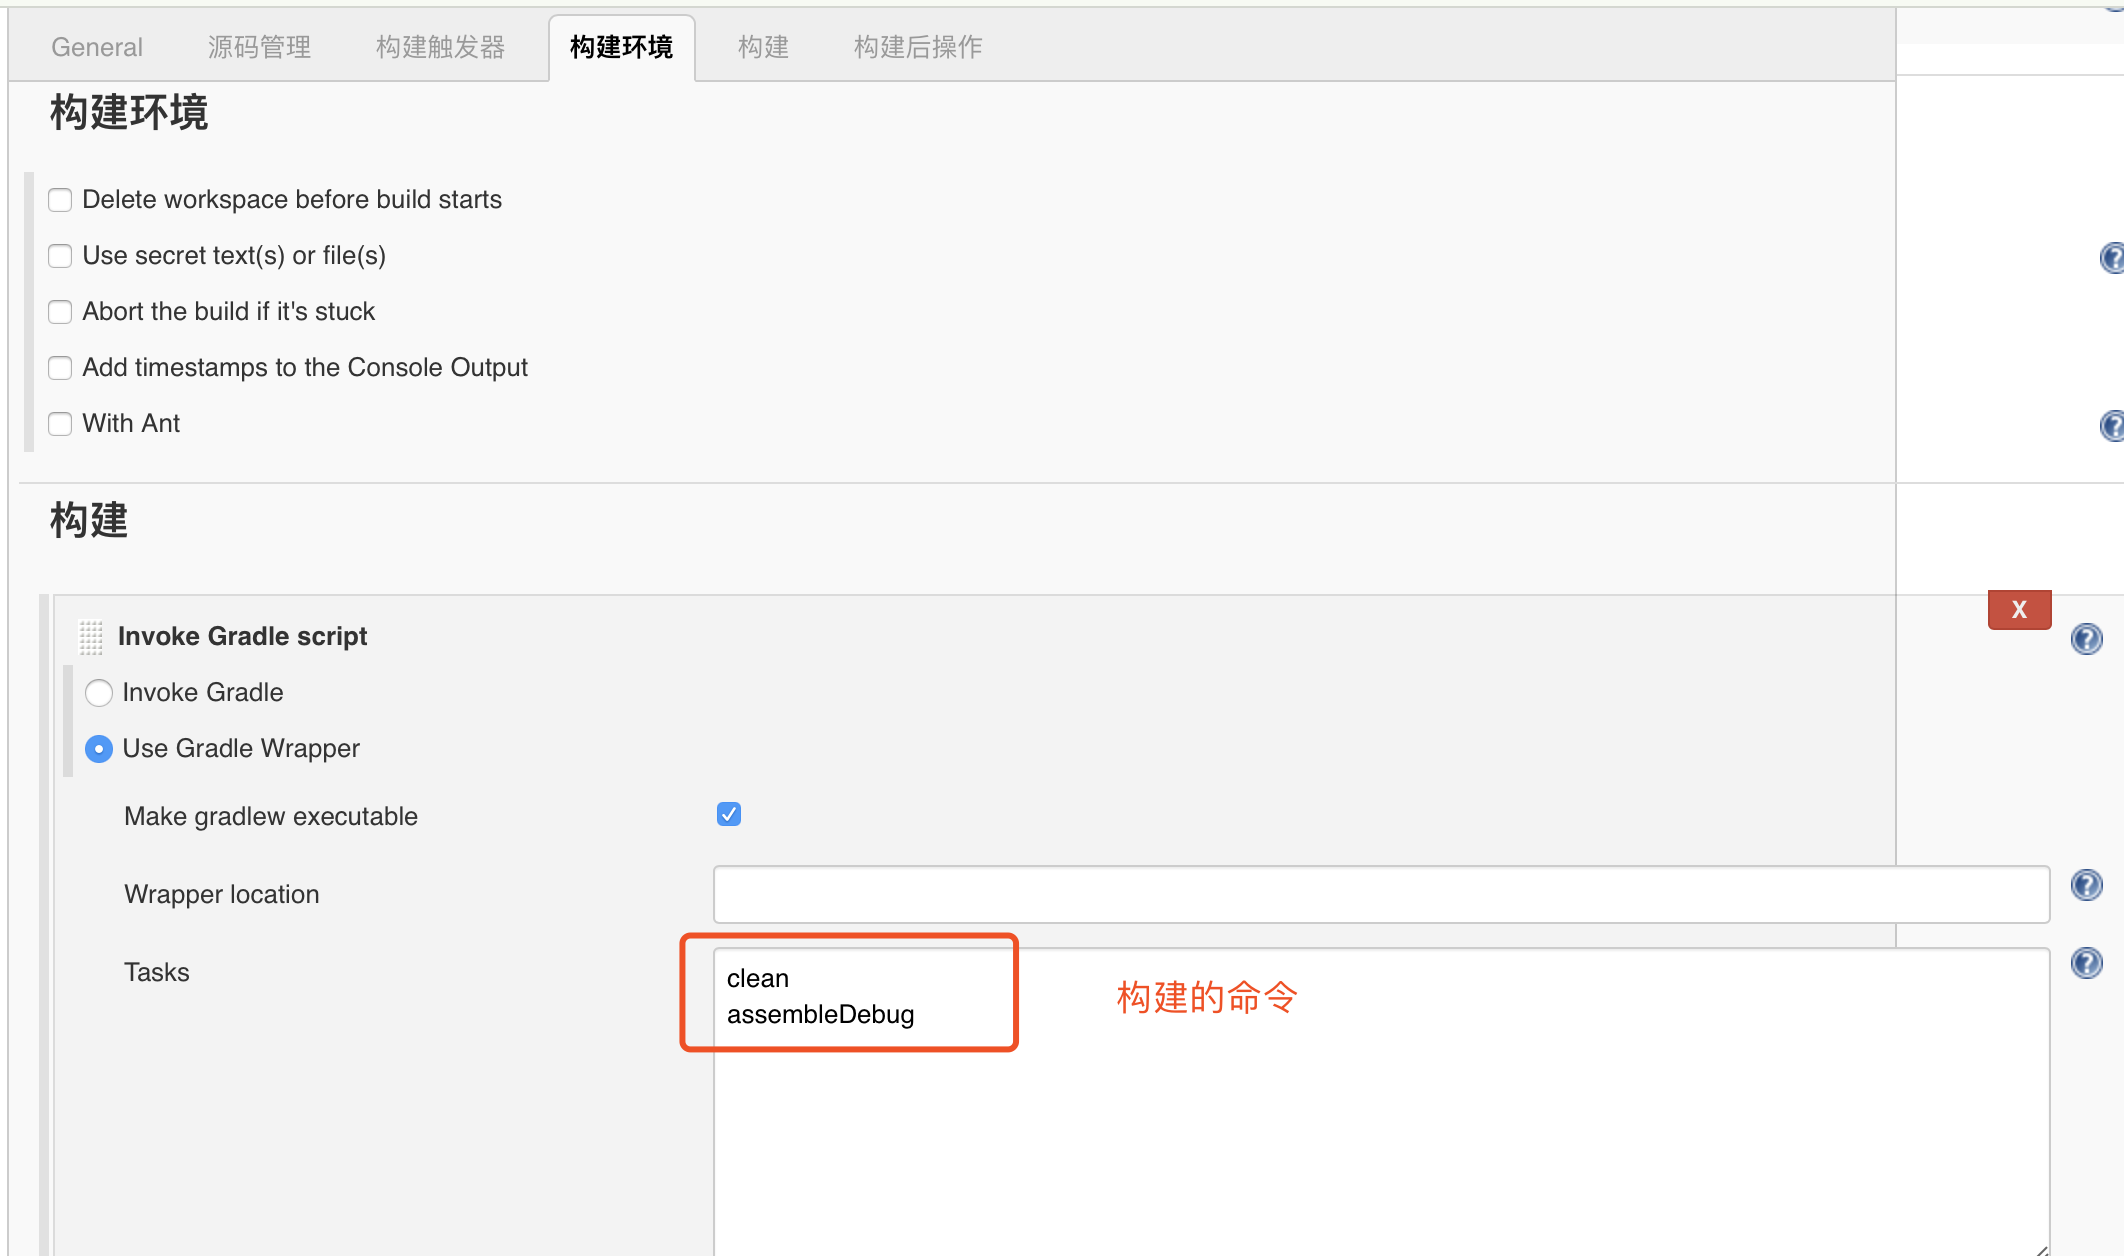 General 源码管理 构建触发器 构建环境 构建 构建后操作
构建环境
Delete workspace before build starts
Use secret text(s) or file(s)
Abort the build if it's stuck
Add timestamps to the Console Output
With Ant
构建
X
Invoke Gradle script
Invoke Gradle
Use Gradle Wrapper
Make gradlew executable
Wrapper location
Tasks
clean
assembleDebug
构建的命令